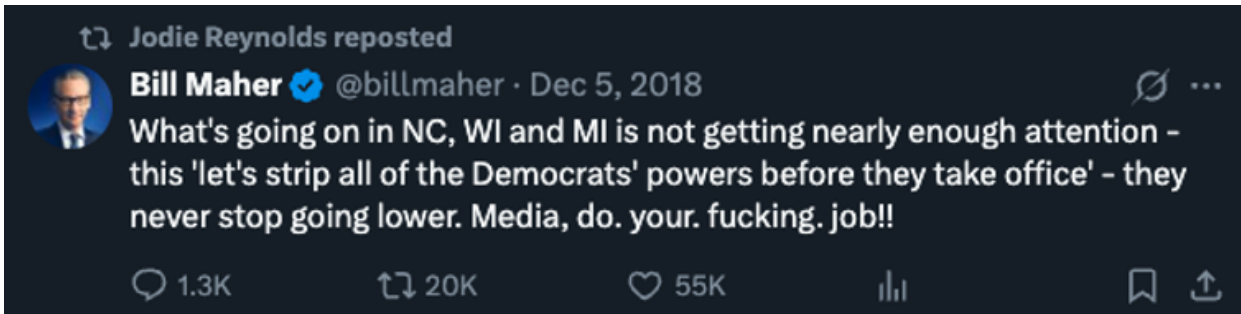 Jodie Reynolds reposted
Bill Maher @billmaher · Dec 5, 2018
What's going on in NC, WI and MI is not getting nearly enough attention -
this 'let's strip all of the Democrats' powers before they take office' - they
never stop going lower. Media, do. your. fucking. job!!
1.3K 20K 55K